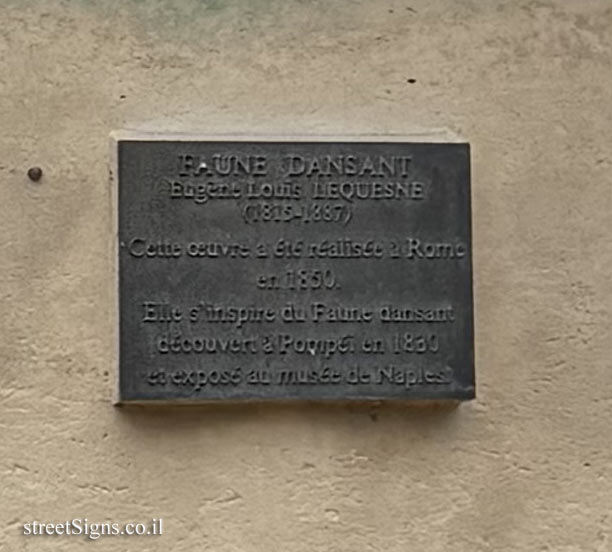 FAUNE DANSANT
Eugène Louis LEQUESNE
(1815-1887)
Cette œuvre a été réalisée à Rome
en 1850.
Elle s'inspire du Faune dansant
découvert à Pompeï en 1830
et exposé au musée de Naples.
streetSigns.co.il